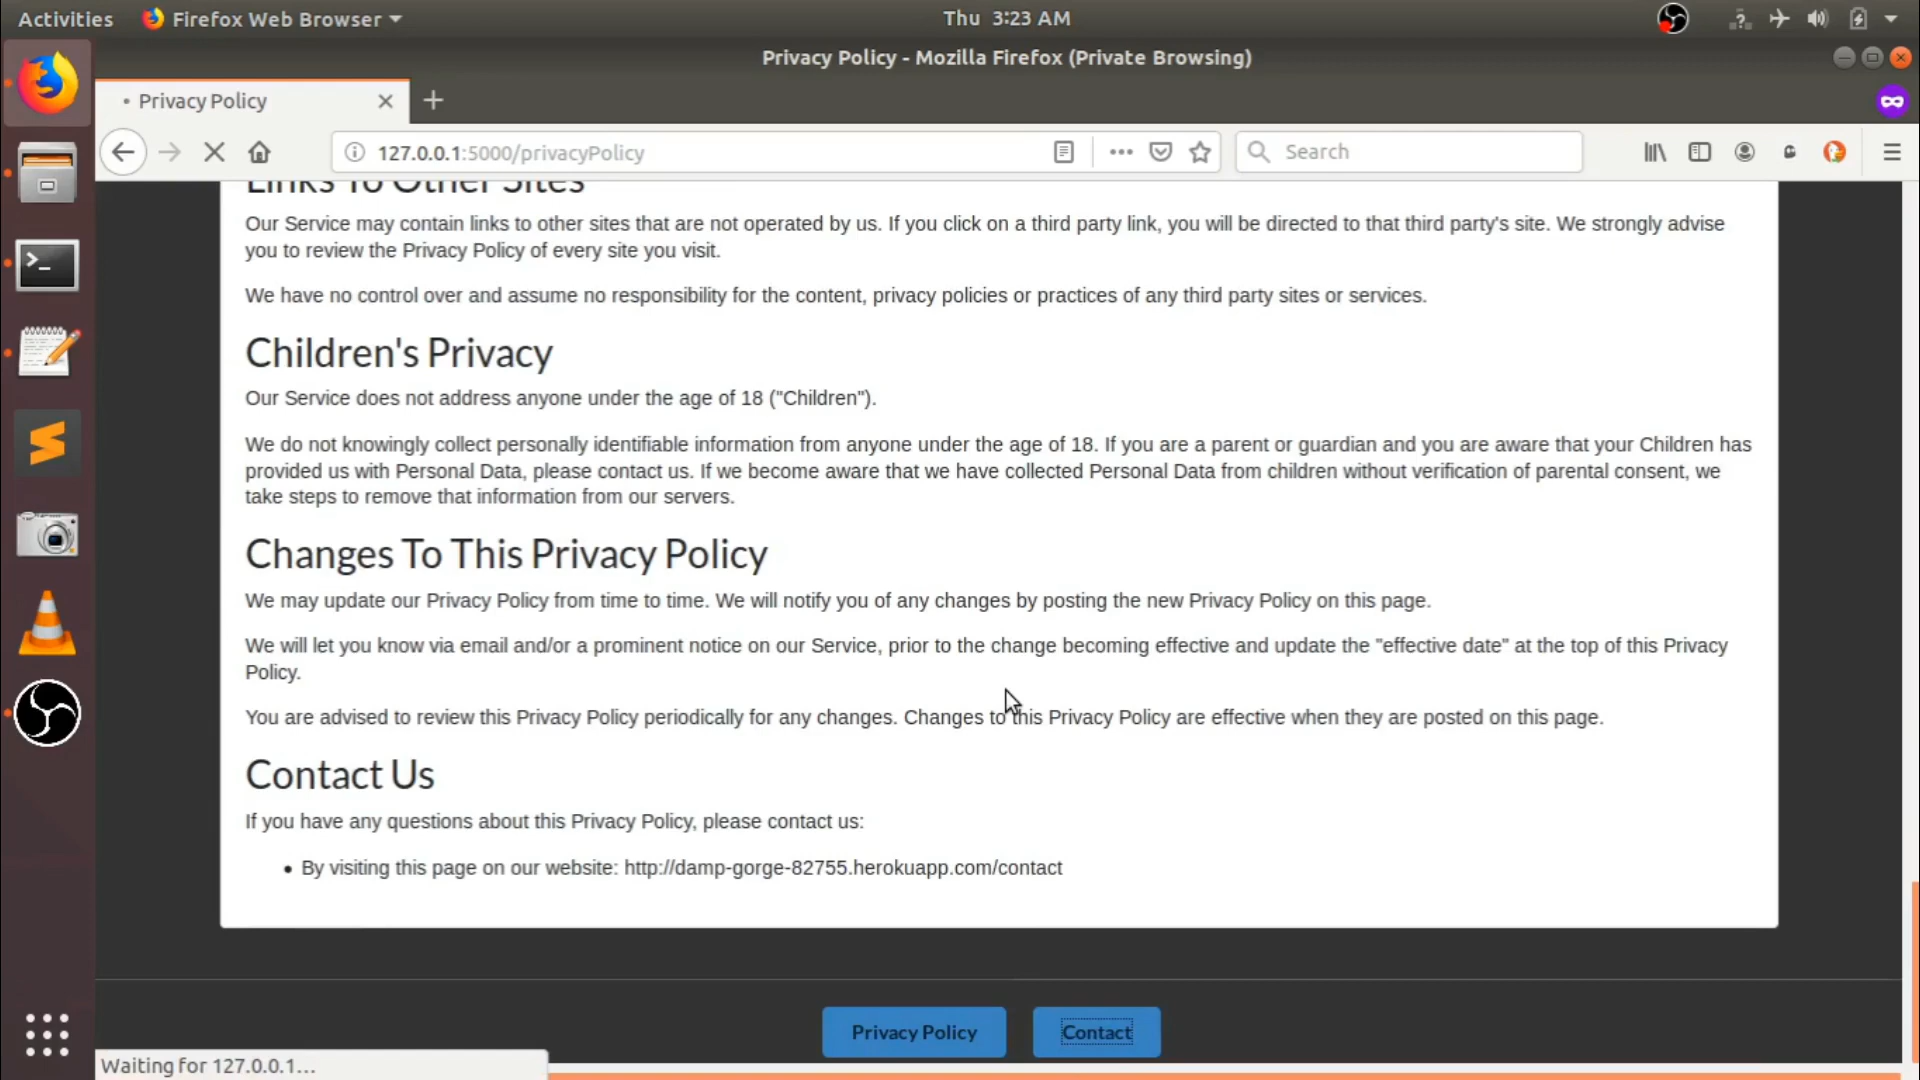 Activities Firefox Web Browser Thu 3:23 AM
Privacy Policy - Mozilla Firefox (Private Browsing)
• Privacy Policy
127.0.0.1:5000/privacyPolicy Search
Links To Other Sites
Our Service may contain links to other sites that are not operated by us. If you click on a third party link, you will be directed to that third party's site. We strongly advise
you to review the Privacy Policy of every site you visit.
We have no control over and assume no responsibility for the content, privacy policies or practices of any third party sites or services.
Children's Privacy
Our Service does not address anyone under the age of 18 ("Children").
We do not knowingly collect personally identifiable information from anyone under the age of 18. If you are a parent or guardian and you are aware that your Children has
provided us with Personal Data, please contact us. If we become aware that we have collected Personal Data from children without verification of parental consent, we
take steps to remove that information from our servers.
Changes To This Privacy Policy
We may update our Privacy Policy from time to time. We will notify you of any changes by posting the new Privacy Policy on this page.
We will let you know via email and/or a prominent notice on our Service, prior to the change becoming effective and update the "effective date" at the top of this Privacy
Policy.
You are advised to review this Privacy Policy periodically for any changes. Changes to this Privacy Policy are effective when they are posted on this page.
Contact Us
If you have any questions about this Privacy Policy, please contact us:
• By visiting this page on our website: http://damp-gorge-82755.herokuapp.com/contact
Privacy Policy Contact
Waiting for 127.0.0.1...